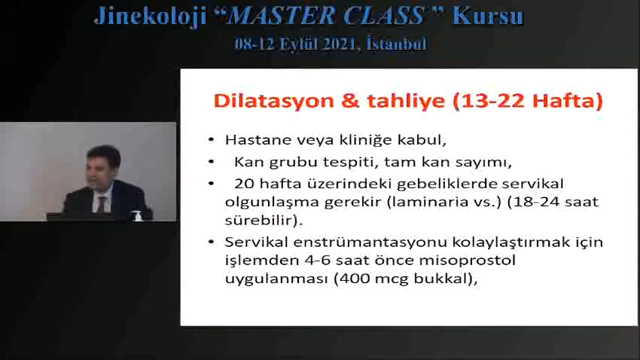 Jinekoloji “MASTER CLASS ” Kursu
08-12 Eylül 2021, İstanbul
Dilatasyon & tahliye (13-22 Hafta)
• Hastane veya kliniğe kabul,
• Kan grubu tespiti, tam kan sayımı,
• 20 hafta üzerindeki gebeliklerde servikal
olgunlaşma gerekir (laminaria vs.) (18-24 saat
sürebilir).
• Servikal enstrümantasyonu kolaylaştırmak için
işlemden 4-6 saat önce misoprostol
uygulanması (400 mcg bukkal),